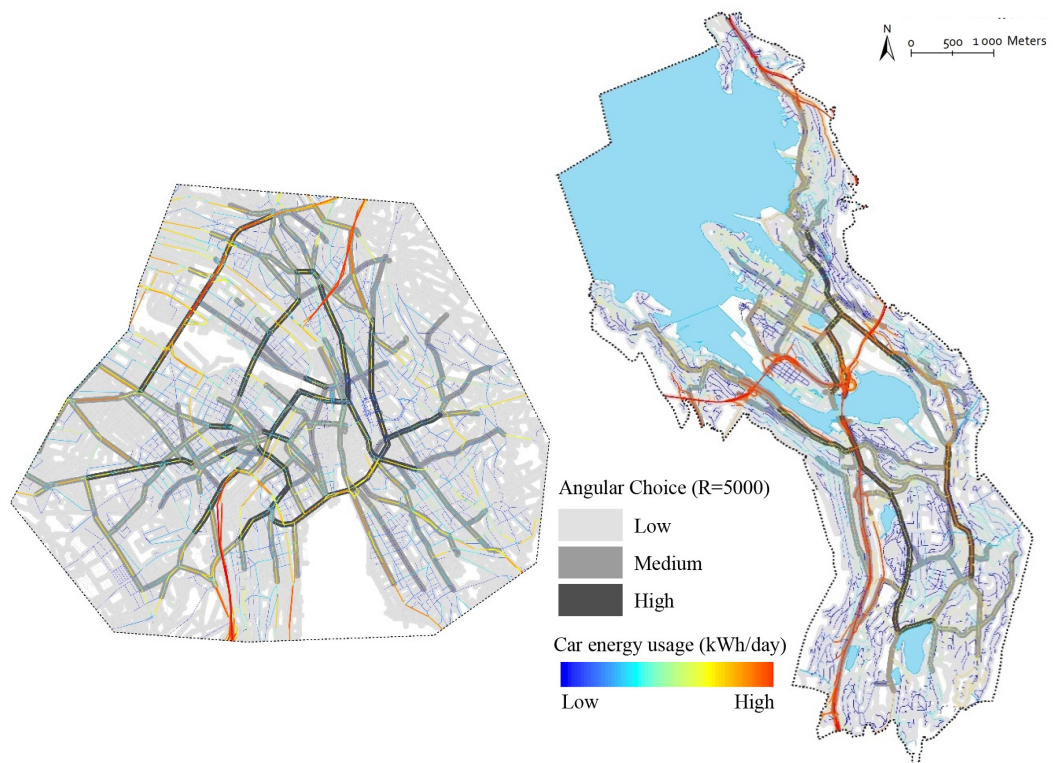 N
0 500 1 000 Meters
Angular Choice (R=5000)
Low
Medium
High
Car energy usage (kWh/day)
Low High